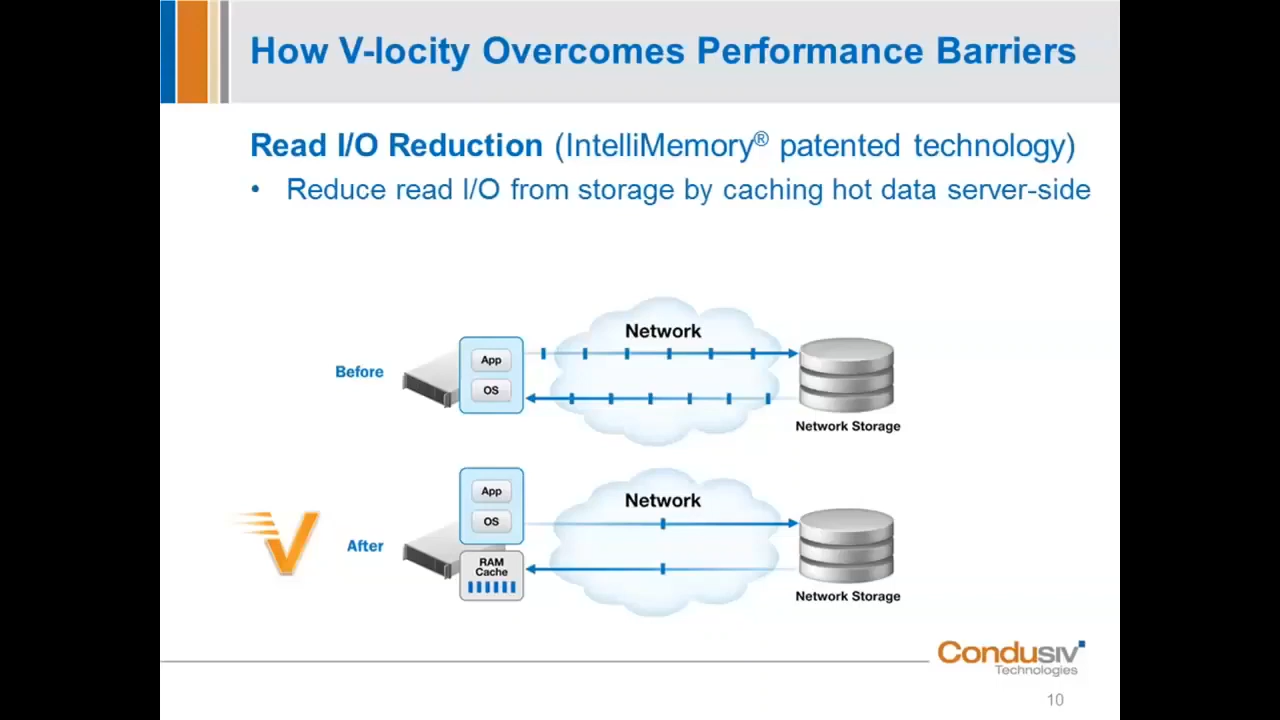 How V-locity Overcomes Performance Barriers
Read I/O Reduction (IntelliMemory® patented technology)
• Reduce read I/O from storage by caching hot data server-side
Network
App
Before
OS
Network Storage
App
Network
OS
After
RAM
Cache
Network Storage
Condusiv
Technologies
10